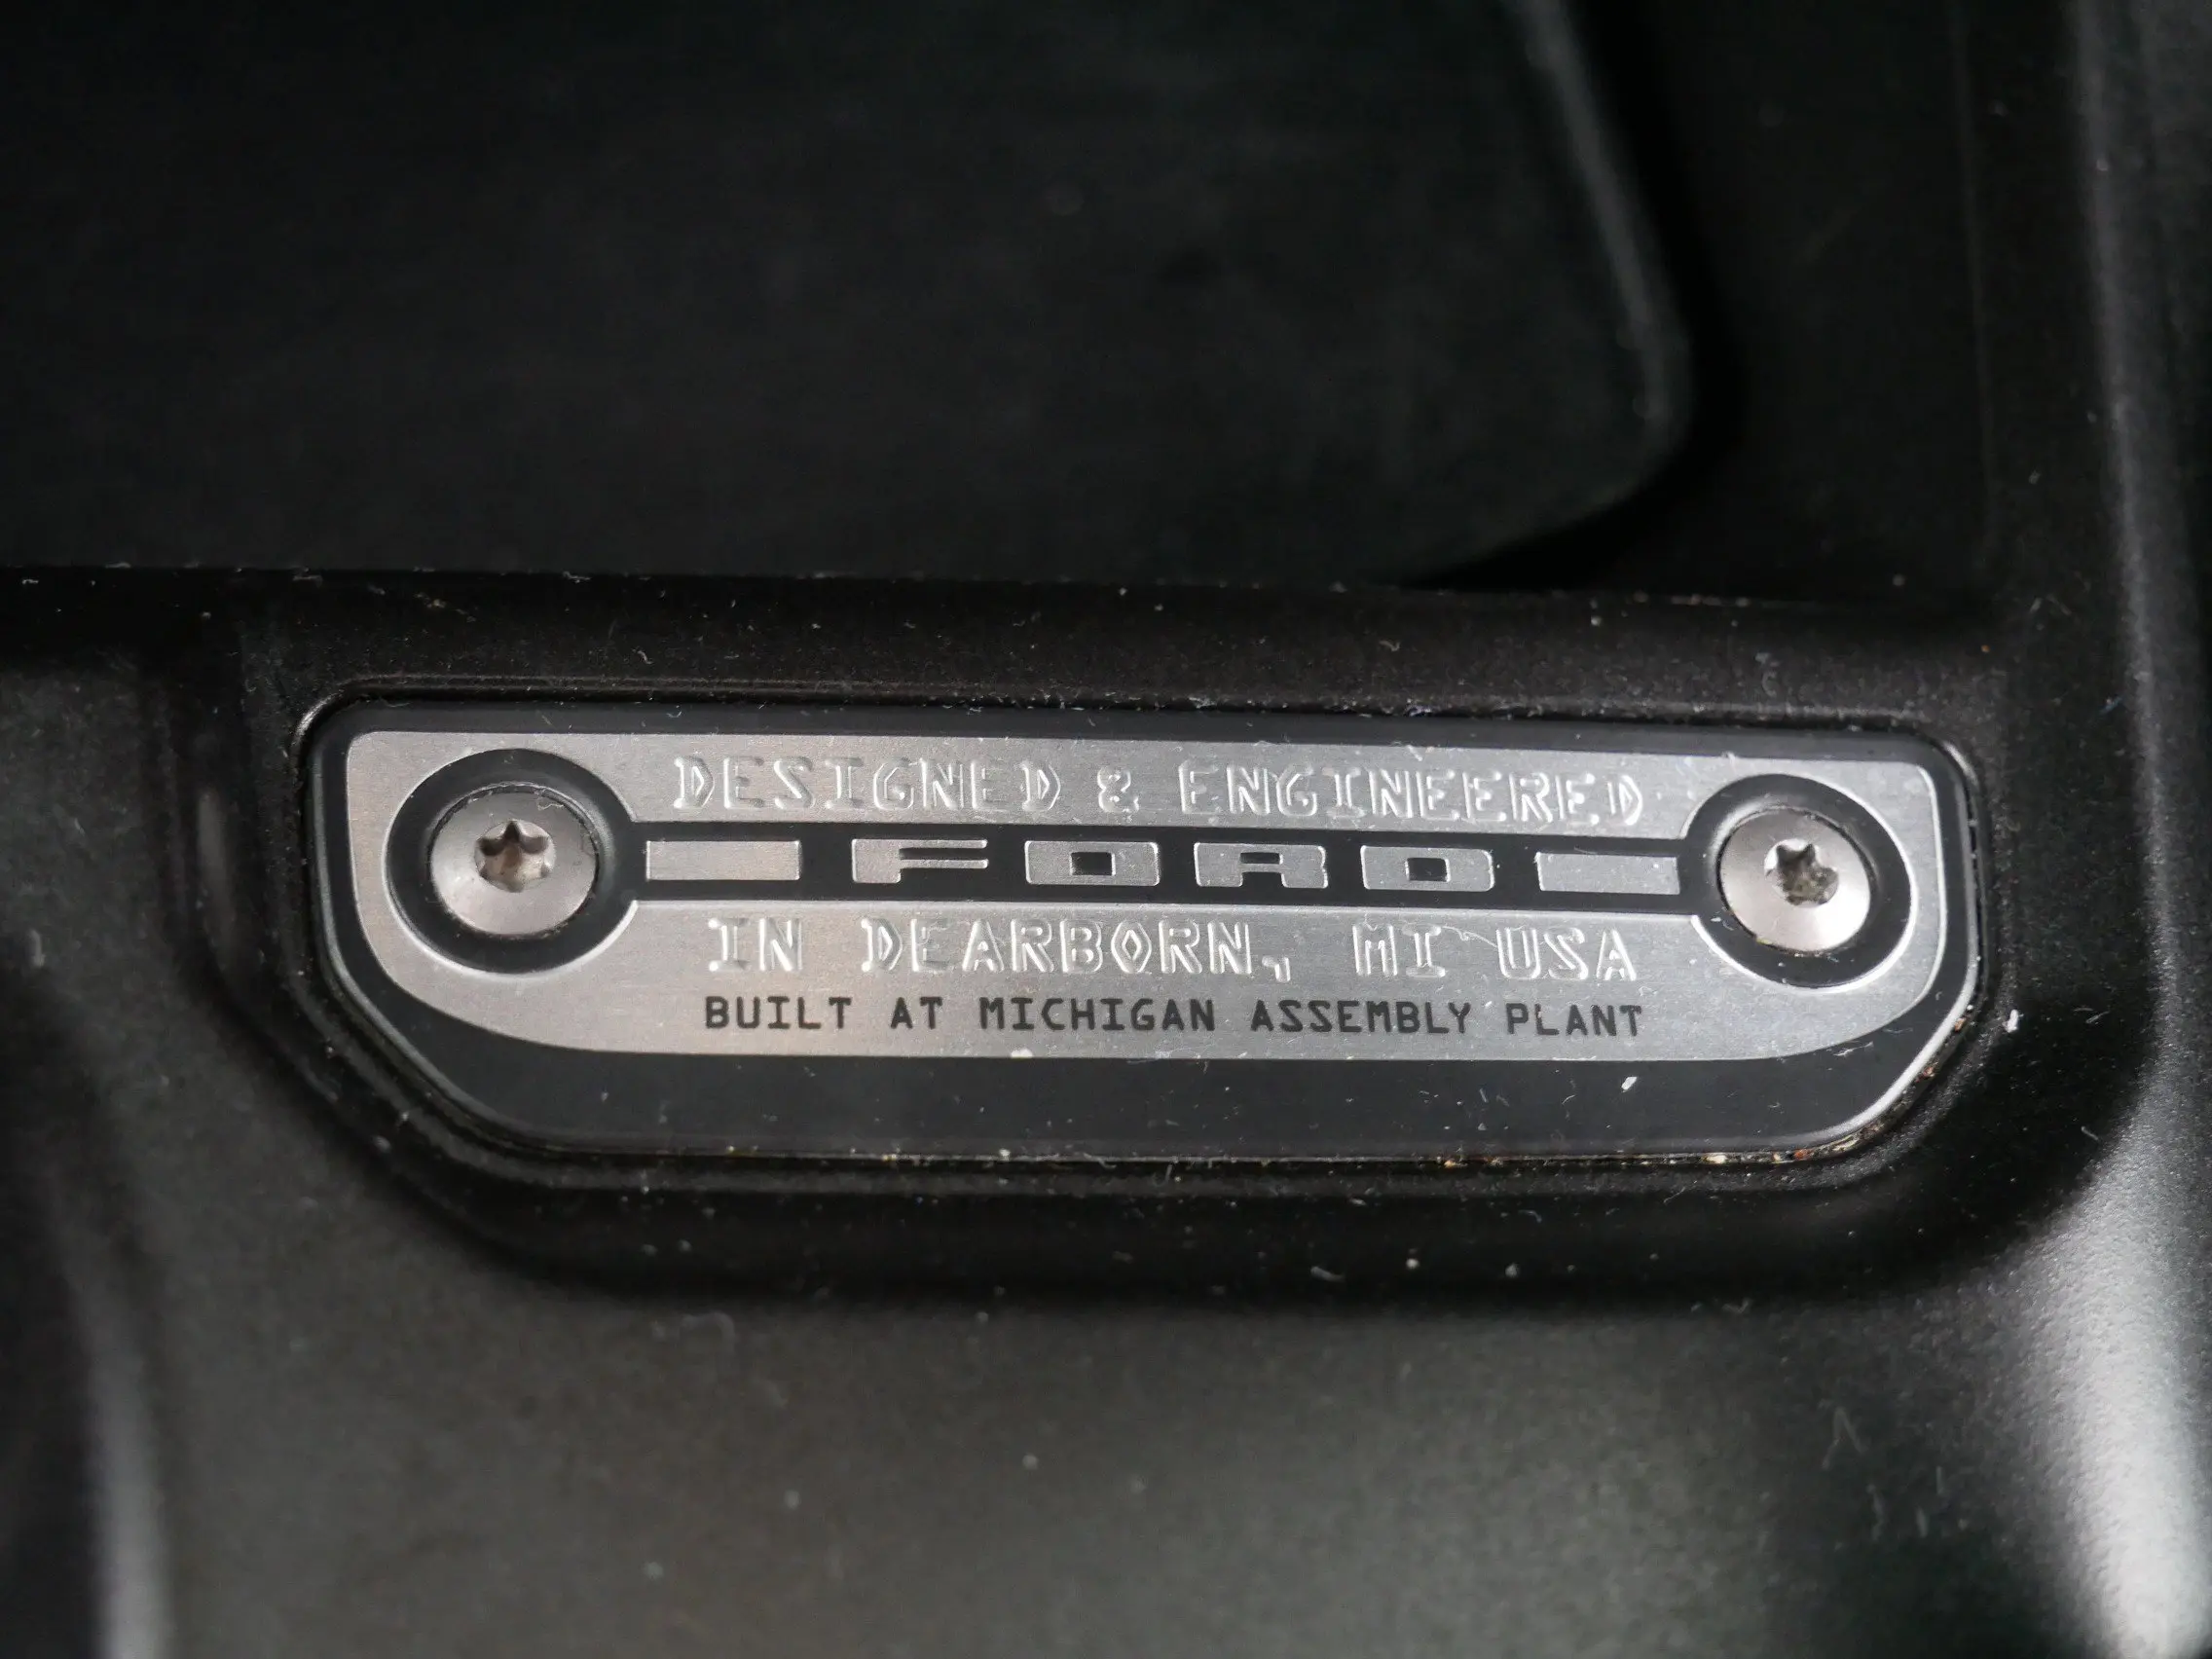 DESIGNED & ENGINEERED
FORD
IN DEARBORN, MI USA
BUILT AT MICHIGAN ASSEMBLY PLANT